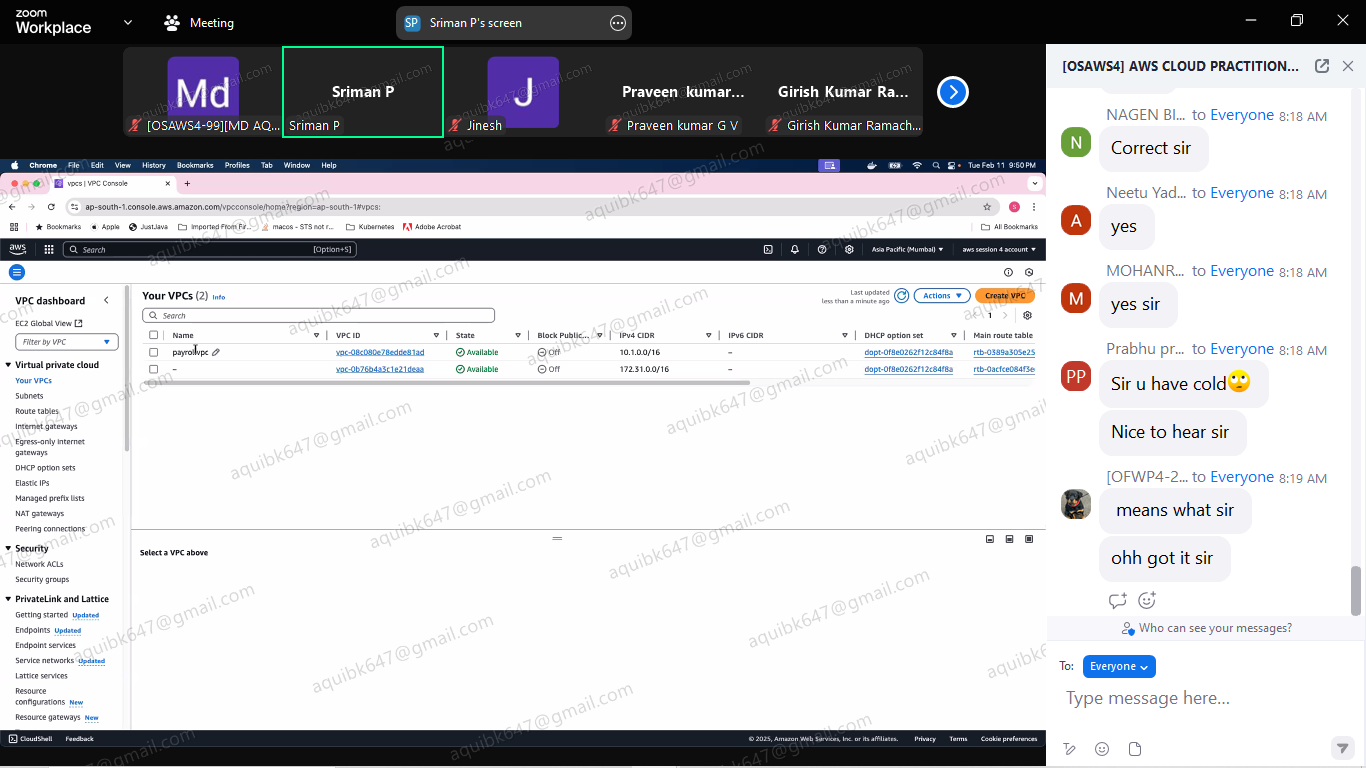 zoom
Workplace
Meeting
SP
Sriman P's screen
Md
[OSAWS4-99][MD AQ...
Sriman P
Sriman P
J
Jinesh
Praveen kumar...
Praveen kumar G V
Girish Kumar Ra...
Girish Kumar Ramach...
Chrome File Edit View History Bookmarks Profiles Tab Window Help
Tue Feb 11 9:50 PM
vpcs | VPC Console
ap-south-1.console.aws.amazon.com/vpcconsole/home?region=ap-south-1#vpcs:
S
Bookmarks
Apple
JustJava
Imported From Fir...
macos - STS not r...
Kubernetes
Adobe Acrobat
All Bookmarks
aws
Search
[Option+S]
Asia Pacific (Mumbai)
aws session 4 account
VPC dashboard
EC2 Global View
Filter by VPC
Virtual private cloud
Your VPCs
Subnets
Route tables
Internet gateways
Egress-only internet
gateways
DHCP option sets
Elastic IPs
Managed prefix lists
NAT gateways
Peering connections
Security
Network ACLs
Security groups
PrivateLink and Lattice
Getting started Updated
Endpoints Updated
Endpoint services
Service networks Updated
Lattice services
Resource
configurations New
Resource gateways New
Your VPCs (2) Info
Last updated
less than a minute ago
Actions
Create VPC
Search
1
Name VPC ID State Block Public... IPv4 CIDR IPv6 CIDR DHCP option set Main route table
payrollvpc vpc-08c080e78edde81ad Available Off 10.1.0.0/16 – dopt-0f8e0262f12c84f8a rtb-0389a305e25
– vpc-0b76b4a3c1e21deaa Available Off 172.31.0.0/16 – dopt-0f8e0262f12c84f8a rtb-0acfce084f3e
Select a VPC above
CloudShell Feedback
© 2025, Amazon Web Services, Inc. or its affiliates. Privacy Terms Cookie preferences
[OSAWS4] AWS CLOUD PRACTITION...
NAGEN BI... to Everyone 8:18 AM
N
Correct sir
Neetu Yad... to Everyone 8:18 AM
A
yes
MOHANR... to Everyone 8:18 AM
M
yes sir
Prabhu pr... to Everyone 8:18 AM
PP
Sir u have cold🙄
Nice to hear sir
[OFWP4-2... to Everyone 8:19 AM
means what sir
ohh got it sir
Who can see your messages?
To: Everyone
Type message here...
aquibk647@gmail.com